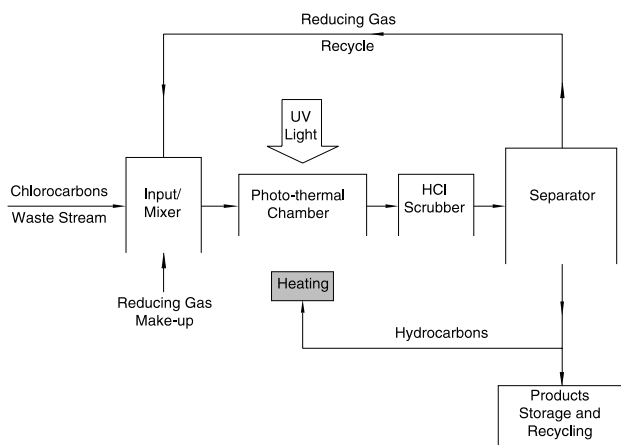 Reducing Gas
Recycle
UV
Light
Chlorocarbons
Waste Stream
Input/
Mixer
Photo-thermal
Chamber
HCl
Scrubber
Separator
Reducing Gas
Make-up
Heating
Hydrocarbons
Products
Storage and
Recycling